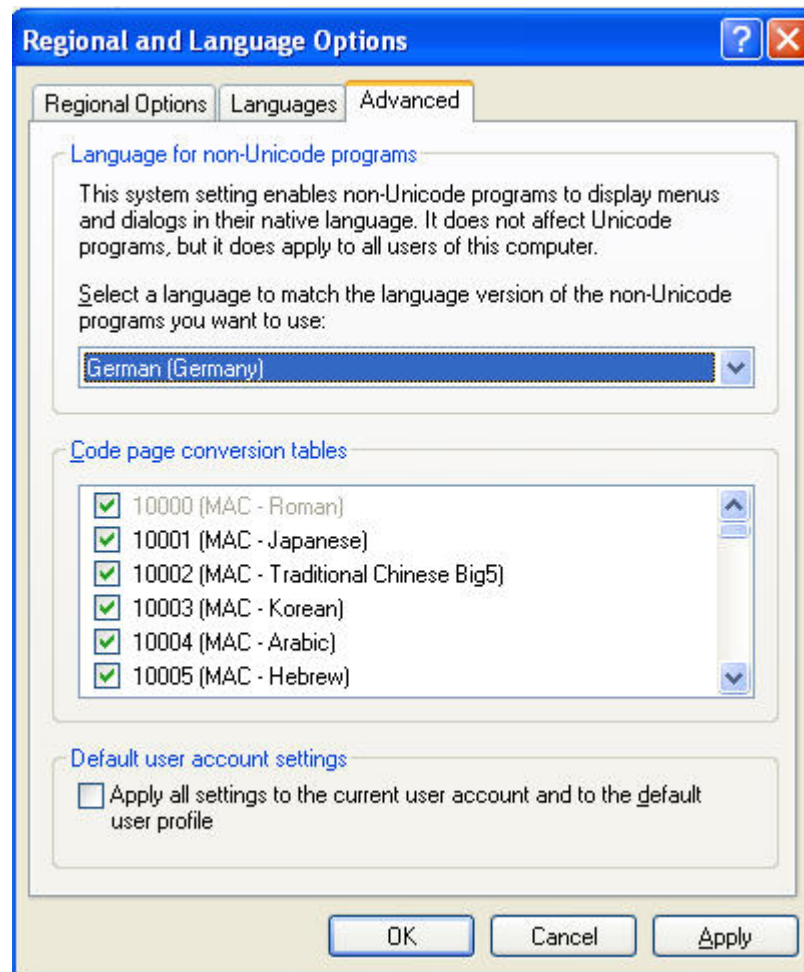 Regional and Language Options
Regional Options Languages Advanced
Language for non-Unicode programs
This system setting enables non-Unicode programs to display menus
and dialogs in their native language. It does not affect Unicode
programs, but it does apply to all users of this computer.
Select a language to match the language version of the non-Unicode
programs you want to use:
German (Germany)
Code page conversion tables
10000 (MAC - Roman)
10001 (MAC - Japanese)
10002 (MAC - Traditional Chinese Big5)
10003 (MAC - Korean)
10004 (MAC - Arabic)
10005 (MAC - Hebrew)
Default user account settings
Apply all settings to the current user account and to the default
user profile
OK Cancel Apply